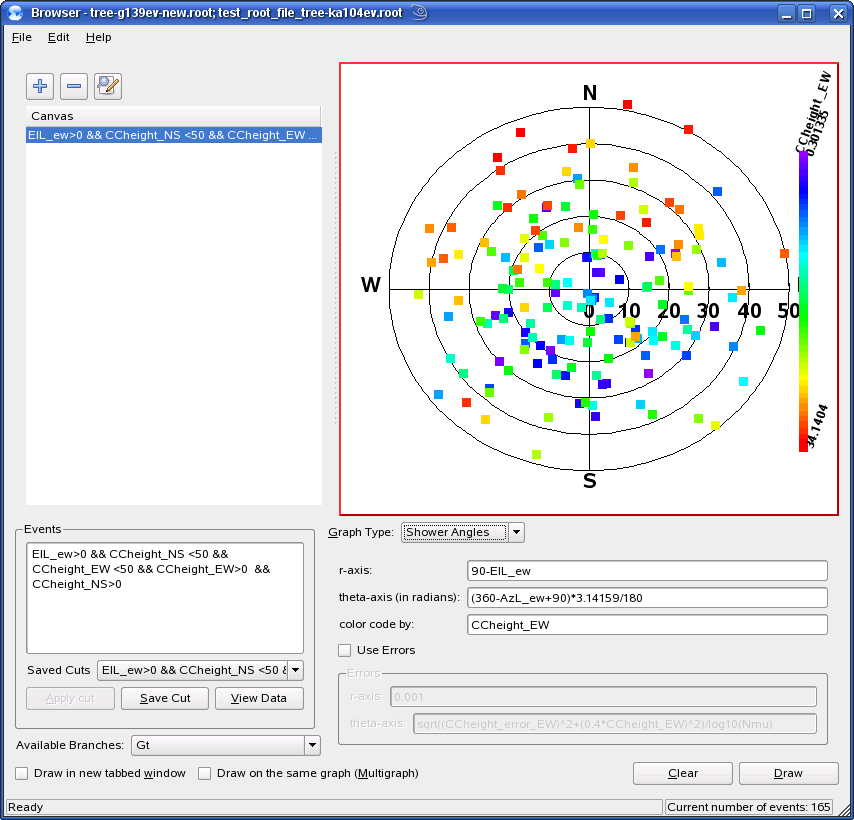 Browser - tree-g139ev-new.root; test_root_file_tree-ka104ev.root
File Edit Help
Canvas
EIL_ew>0 && CCheight_NS <50 && CCheight_EW ...
N
W
S
0 10 20 30 40 50
CCheight_EW
0.301335
34.1404
Events
EIL_ew>0 && CCheight_NS <50 &&
CCheight_EW <50 && CCheight_EW>0 &&
CCheight_NS>0
Saved Cuts EIL_ew>0 && CCheight_NS <50 &
Apply cut Save Cut View Data
Available Branches: Gt
Graph Type: Shower Angles
r-axis: 90-EIL_ew
theta-axis (in radians): (360-AzL_ew+90)*3.14159/180
color code by: CCheight_EW
Use Errors
Errors
r-axis: 0.001
theta-axis: sqrt((CCheight_error_EW)^2+(0.4*CCheight_EW)^2)/log10(Nmu)
Draw in new tabbed window Draw on the same graph (Multigraph)
Clear Draw
Ready
Current number of events: 165